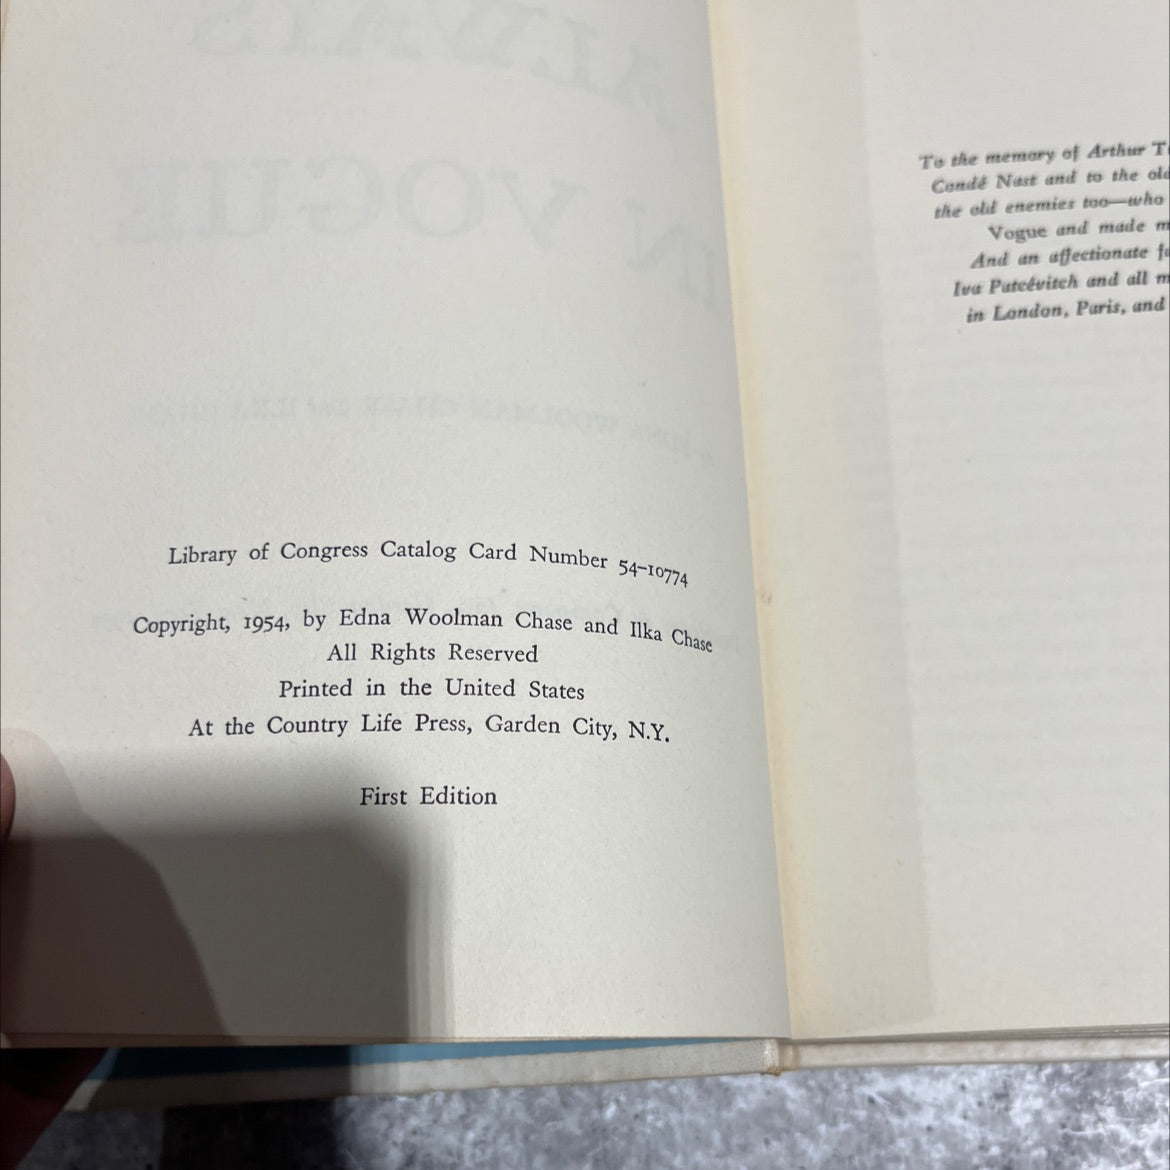 Library of Congress Catalog Card Number 54-10774
Copyright, 1954, by Edna Woolman Chase and Ilka Chase
All Rights Reserved
Printed in the United States
At the Country Life Press, Garden City, N.Y.
First Edition
To the memory of Arthur T
Condé Nast and to the old
the old enemies too—who
Vogue and made m
And an affectionate
Iva Patcévitch and all m
in London, Paris, and